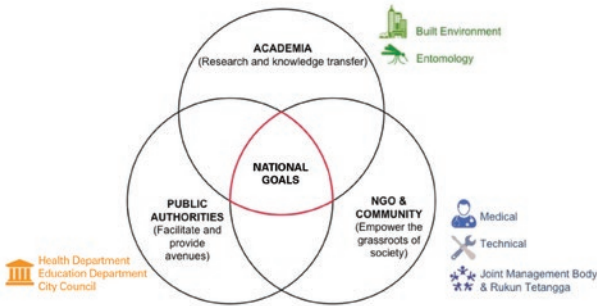 ACADEMIA
(Research and knowledge transfer)
Built Environment
Entomology
NATIONAL
GOALS
PUBLIC
AUTHORITIES
(Facilitate and
provide
avenues)
NGO &
COMMUNITY
(Empower the
grassroots of
society)
Health Department
Education Department
City Council
Medical
Technical
Joint Management Body
& Rukun Tetangga